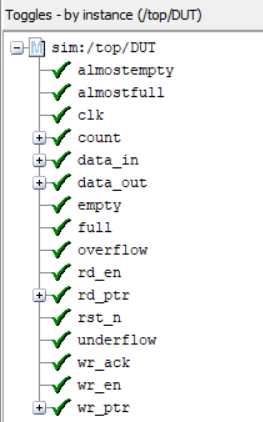 Toggles - by instance (/top/DUT)
sim:/top/DUT
almostempty
almostfull
clk
count
data_in
data_out
empty
full
overflow
rd_en
rd_ptr
rst_n
underflow
wr_ack
wr_en
wr_ptr